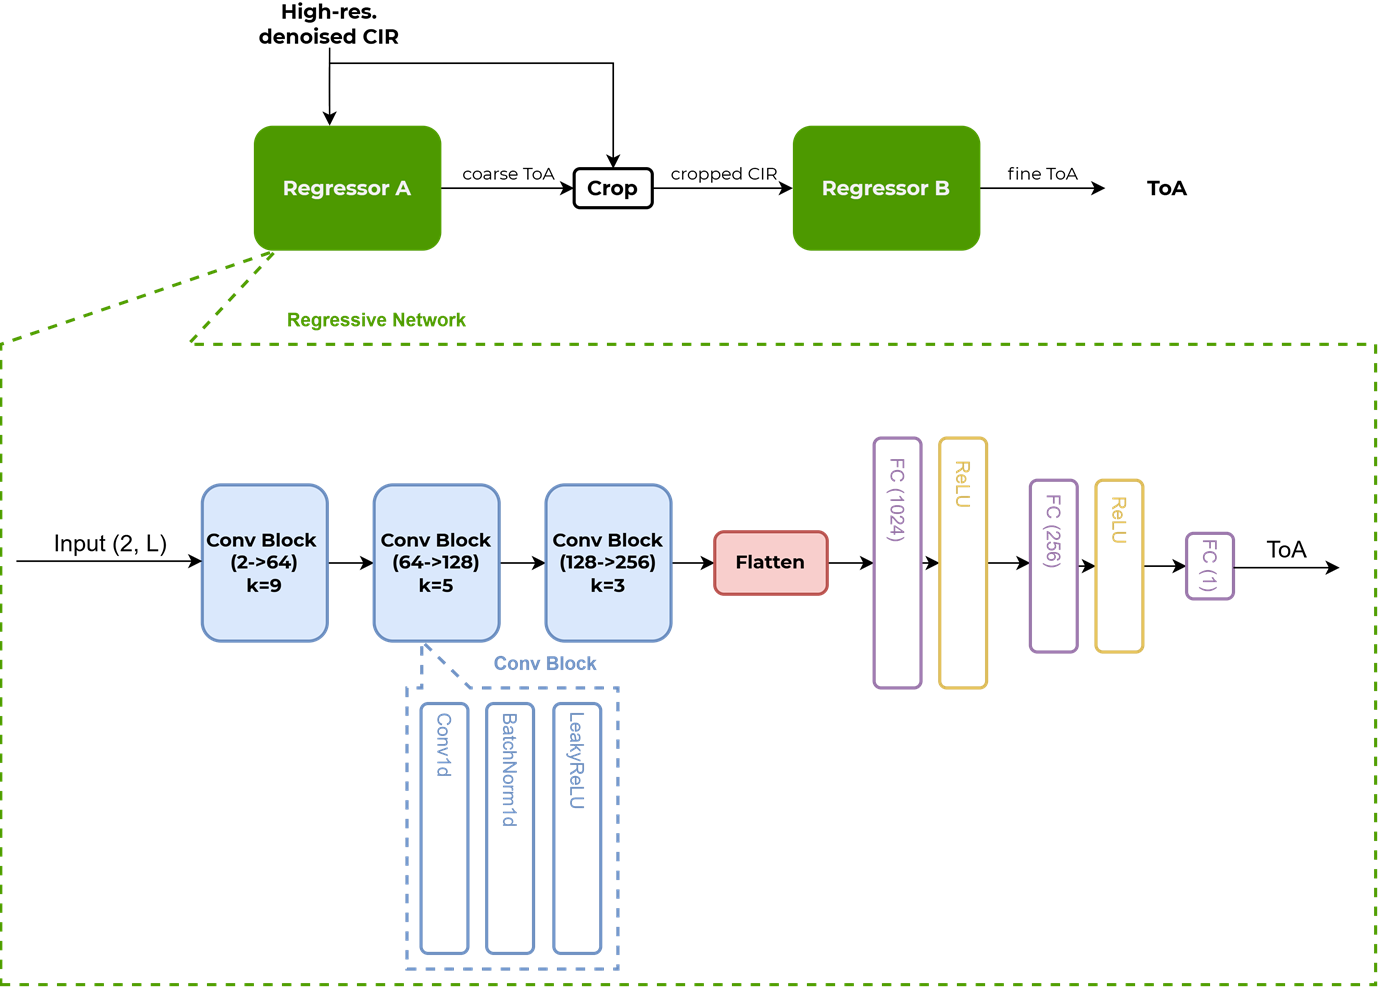 High-res.
denoised CIR
Regressor A
coarse ToA
Crop
cropped CIR
Regressor B
fine ToA
ToA
Regressive Network
Input (2, L)
Conv Block
(2->64)
k=9
Conv Block
(64->128)
k=5
Conv Block
(128->256)
k=3
Flatten
FC (1024)
ReLU
FC (256)
ReLU
FC (1)
ToA
Conv Block
Conv1d
BatchNorm1d
LeakyReLU